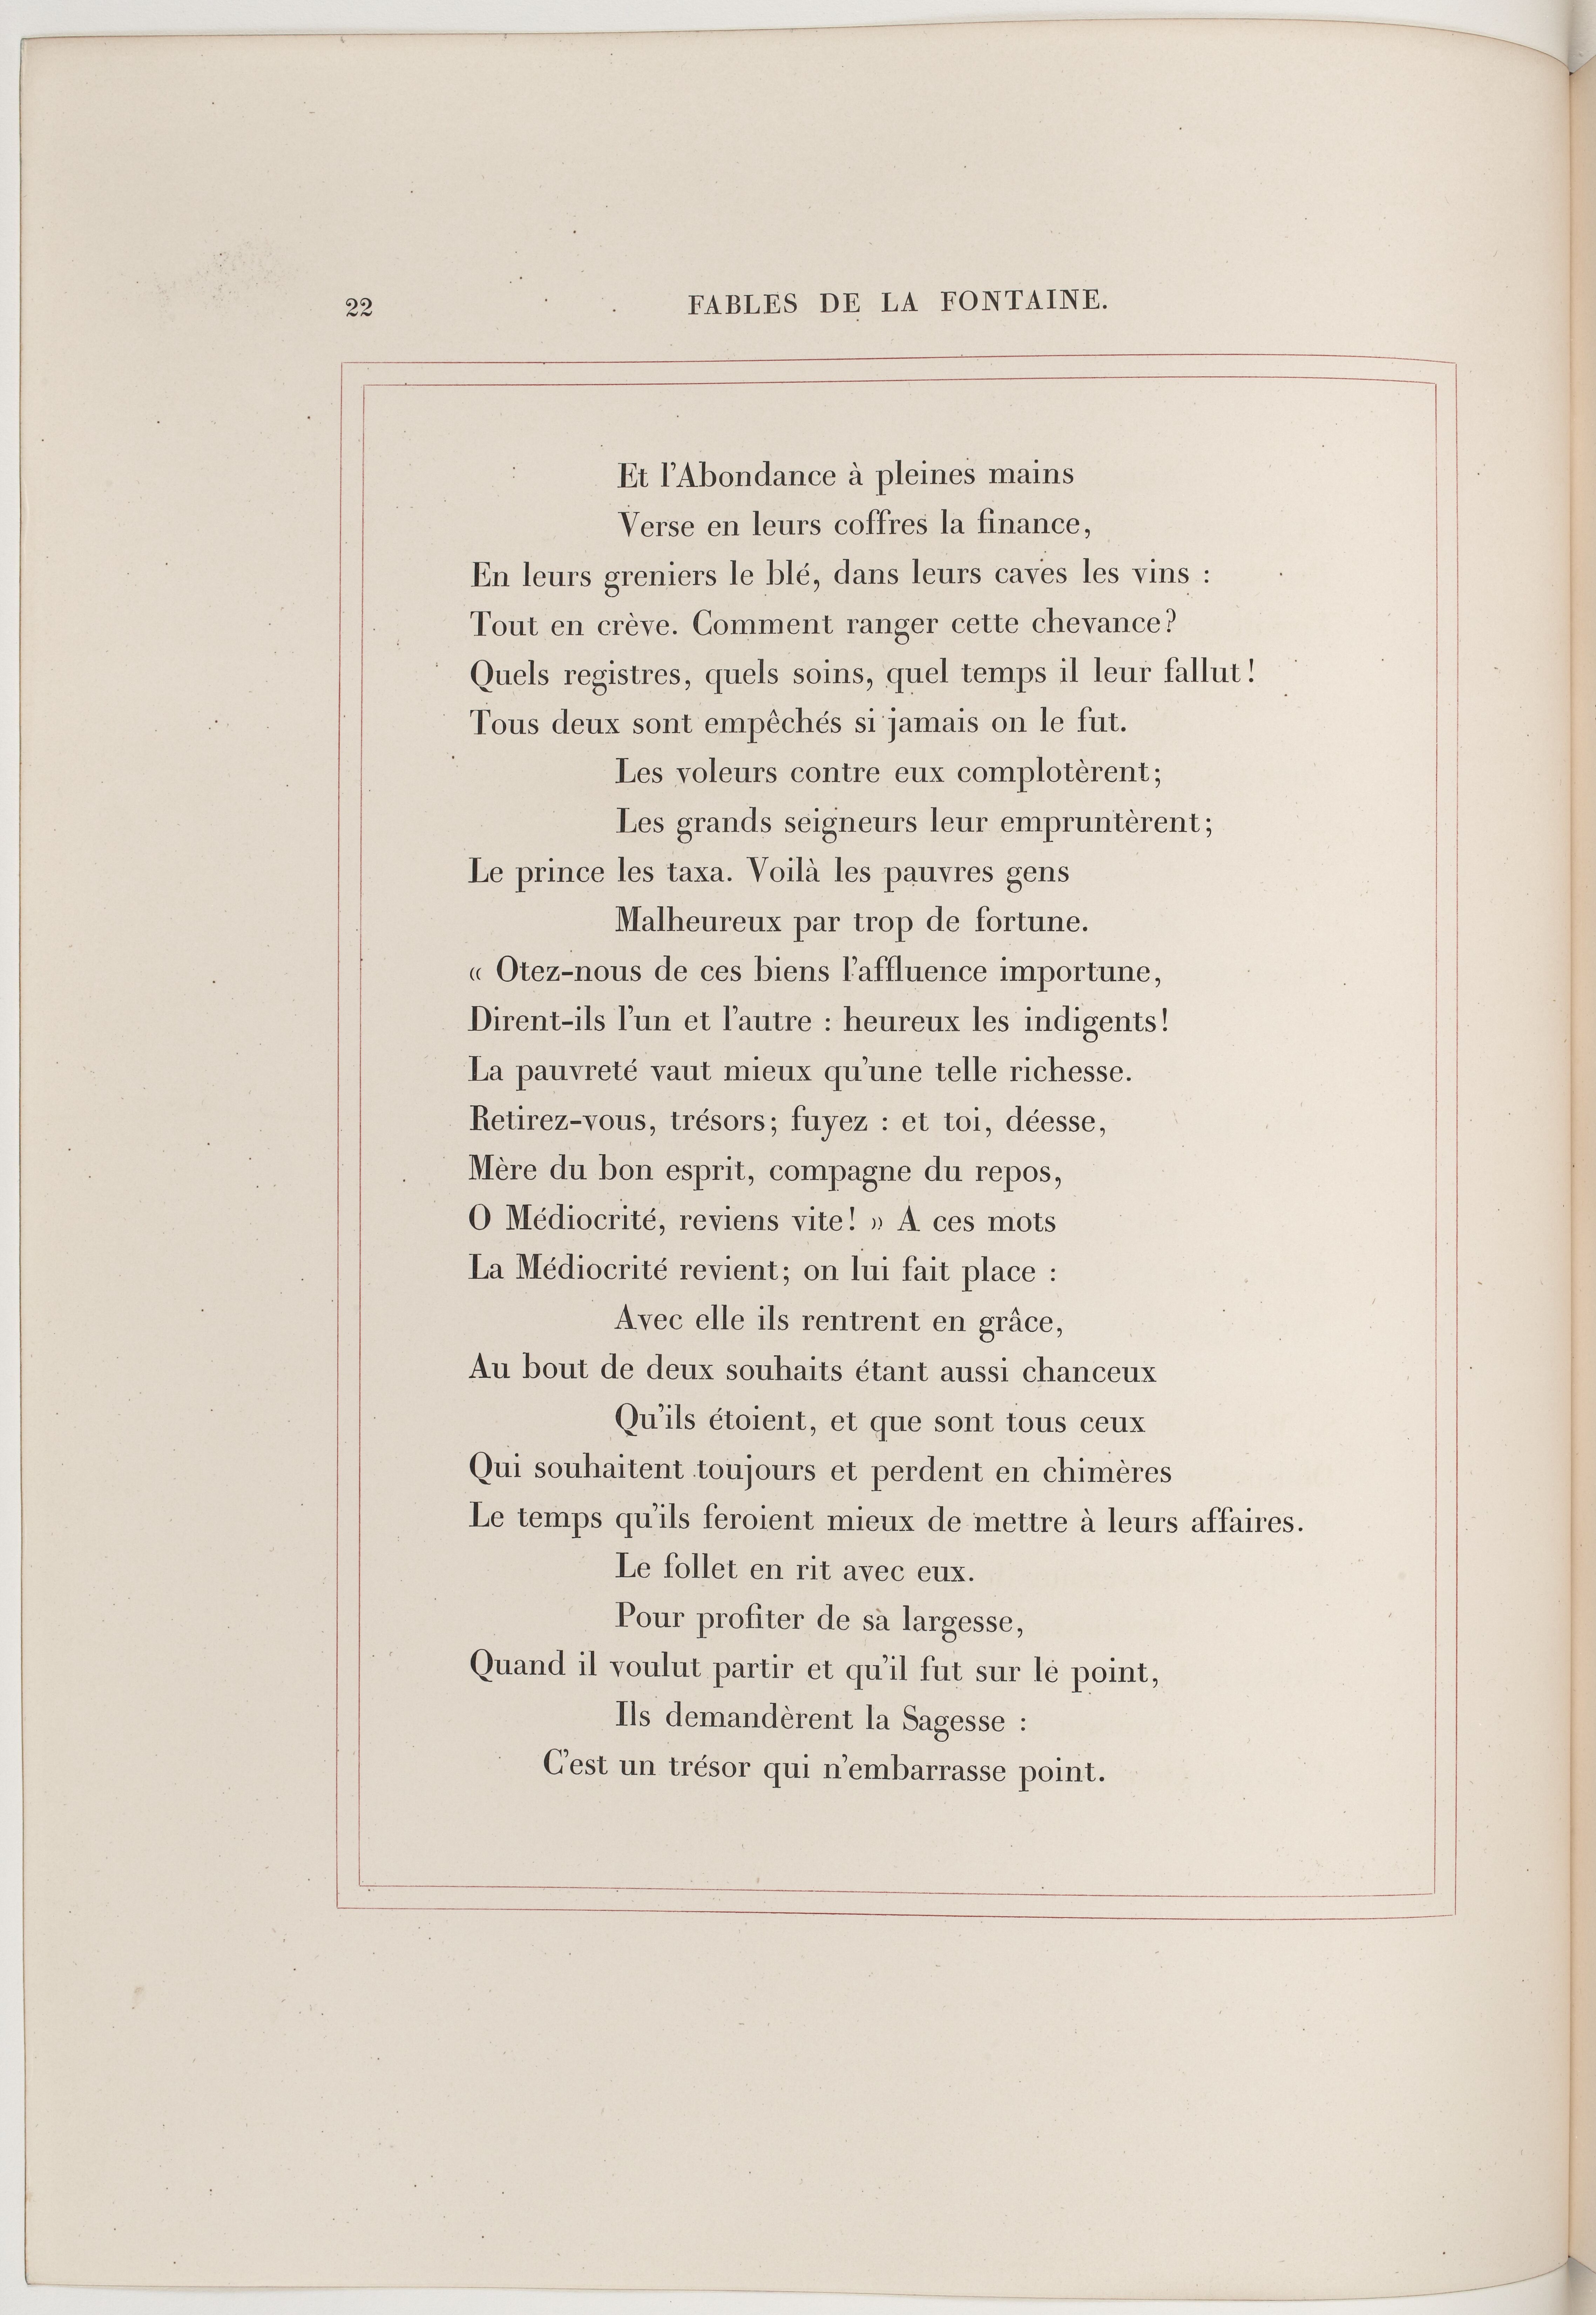 22
FABLES DE LA FONTAINE.
Et l'Abondance à pleines mains
Verse en leurs coffres la finance,
En leurs greniers le blé, dans leurs caves les vins :
Tout en crève. Comment ranger cette chevance?
Quels registres, quels soins, quel temps il leur fallut!
Tous deux sont empêchés si jamais on le fut.
Les voleurs contre eux complotèrent;
Les grands seigneurs leur empruntèrent;
Le prince les taxa. Voilà les pauvres gens
Malheureux par trop de fortune.
« Otez-nous de ces biens l'affluence importune,
Dirent-ils l'un et l'autre : heureux les indigents!
La pauvreté vaut mieux qu'une telle richesse.
Retirez-vous, trésors; fuyez : et toi, déesse,
Mère du bon esprit, compagne du repos,
O Médiocrité, reviens vite! » A ces mots
La Médiocrité revient; on lui fait place :
Avec elle ils rentrent en grâce,
Au bout de deux souhaits étant aussi chanceux
Qu'ils étoient, et que sont tous ceux
Qui souhaitent toujours et perdent en chimères
Le temps qu'ils feroient mieux de mettre à leurs affaires.
Le follet en rit avec eux.
Pour profiter de sa largesse,
Quand il voulut partir et qu'il fut sur le point,
Ils demandèrent la Sagesse :
C'est un trésor qui n'embarrasse point.